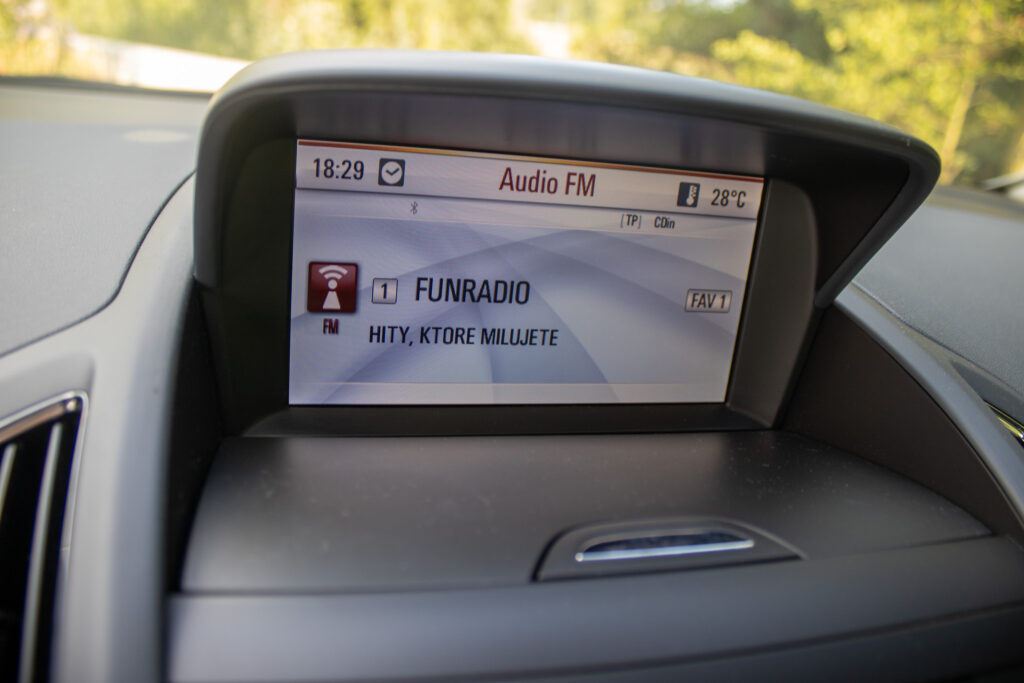 18:29 Audio FM 28°C
[TP] CDin
1 FUNRADIO FAV 1
FM
HITY, KTORE MILUJETE